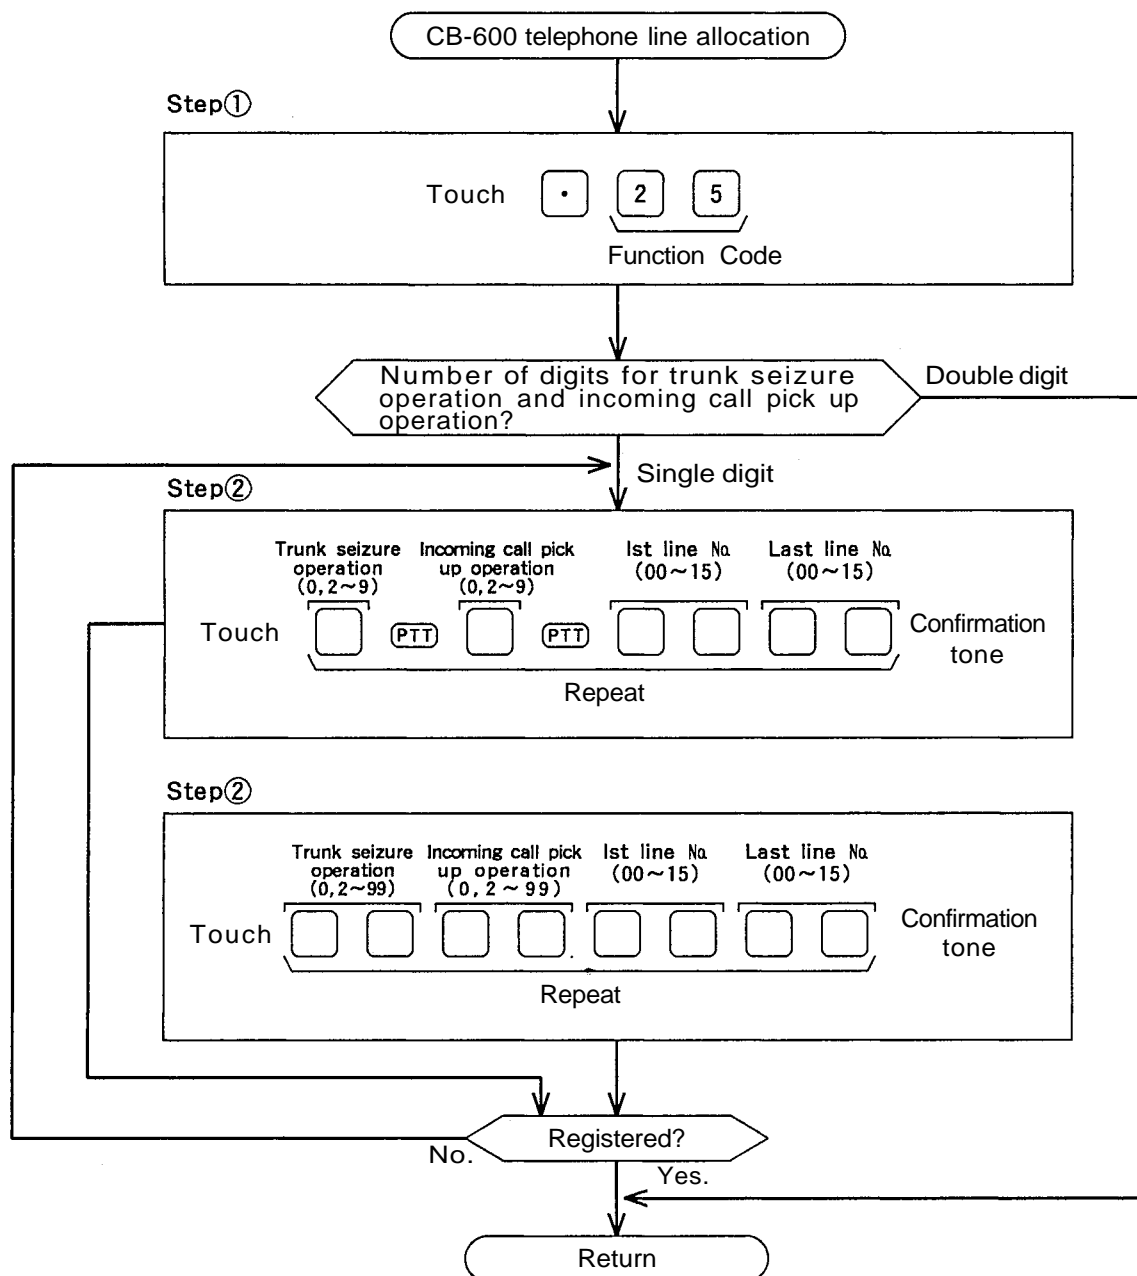 CB-600 telephone line allocation
Step①
Touch • 2 5
Function Code
Number of digits for trunk seizure
operation and incoming call pick up
operation?
Double digit
Single digit
Step②
Trunk seizure
operation
(0,2~9)
Incoming call pick
up operation
(0,2~9)
Ist line No.
(00~15)
Last line No.
(00~15)
Touch PTT PTT
Confirmation
tone
Repeat
Step②
Trunk seizure
operation
(0,2~99)
Incoming call pick
up operation
(0,2~99)
Ist line No.
(00~15)
Last line No.
(00~15)
Touch
Confirmation
tone
Repeat
Registered?
No.
Yes.
Return